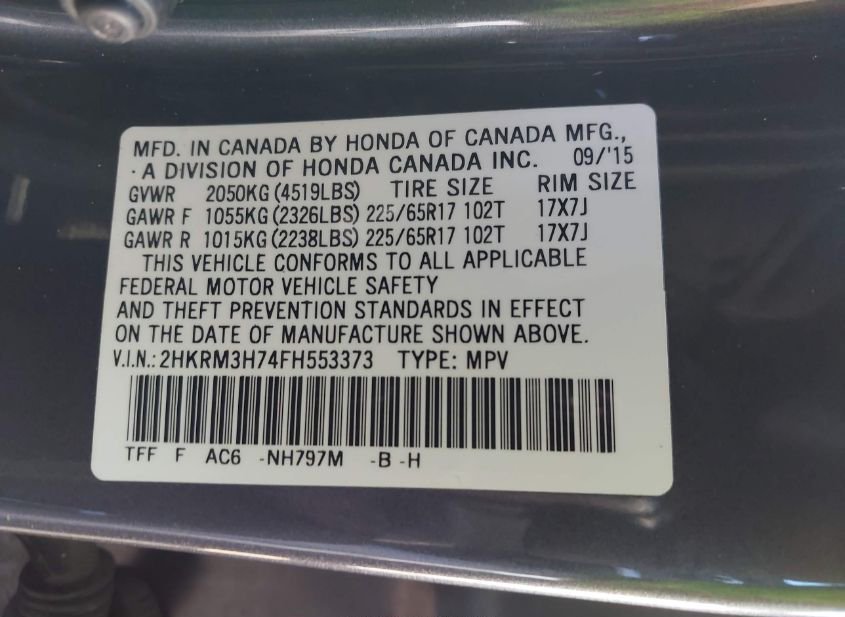 MFD. IN CANADA BY HONDA OF CANADA MFG.,
A DIVISION OF HONDA CANADA INC. 09/'15
GVWR 2050KG (4519LBS) TIRE SIZE RIM SIZE
GAWR F 1055KG (2326LBS) 225/65R17 102T 17X7J
GAWR R 1015KG (2238LBS) 225/65R17 102T 17X7J
THIS VEHICLE CONFORMS TO ALL APPLICABLE
FEDERAL MOTOR VEHICLE SAFETY
AND THEFT PREVENTION STANDARDS IN EFFECT
ON THE DATE OF MANUFACTURE SHOWN ABOVE.
V.I.N.: 2HKRM3H74FH553373 TYPE: MPV
TFF F AC6 -NH797M -B -H